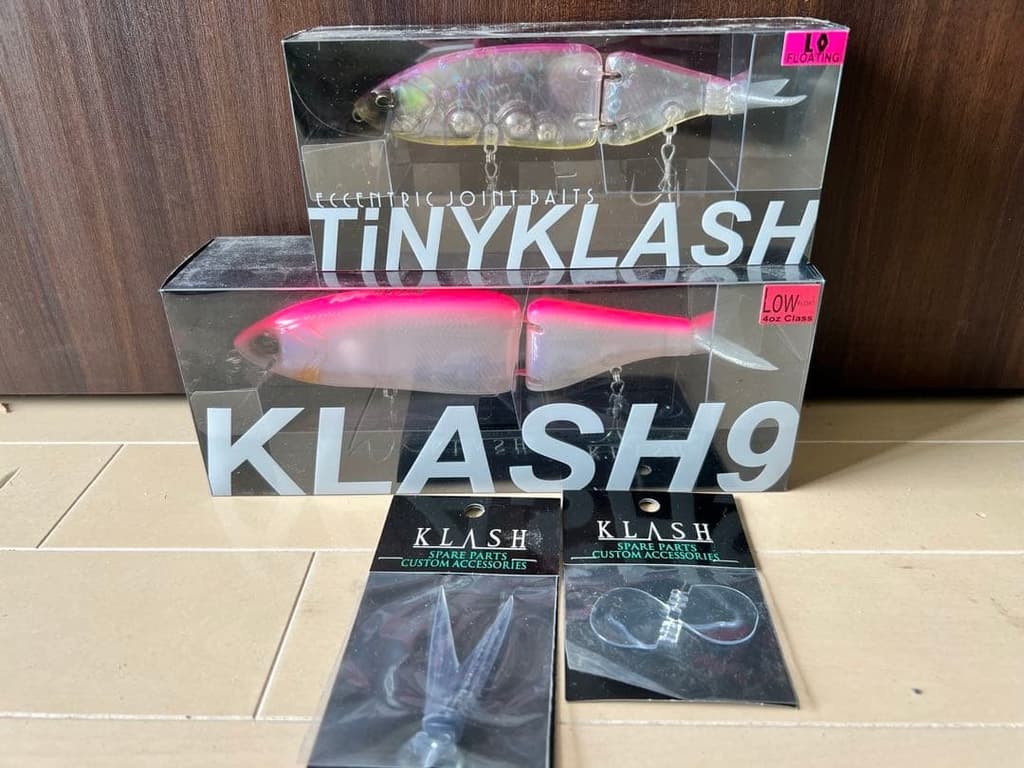 LO
FLOATING
ECCENTRIC JOINT BAITS
TiNYKLASH
LOW FLOAT
4oz Class
KLASH9
KLASH
SPARE PARTS
CUSTOM ACCESSORIES
KLASH
SPARE PARTS
CUSTOM ACCESSORIES